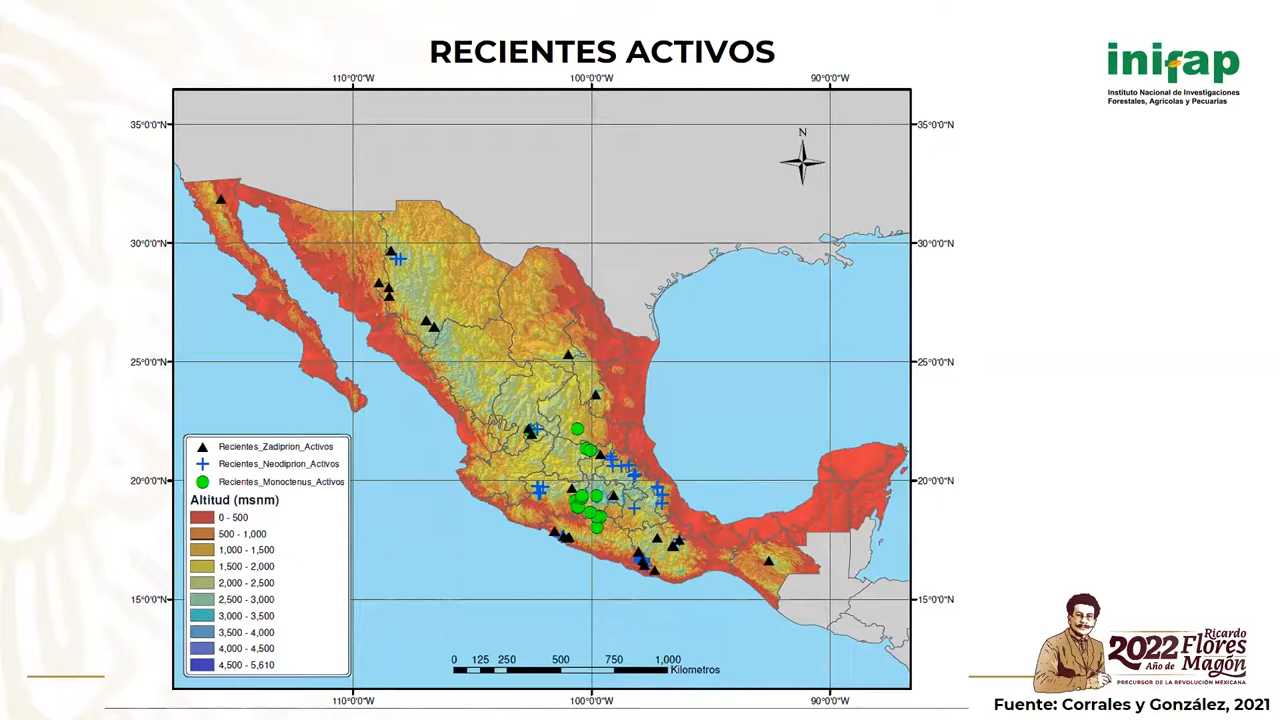 RECIENTES ACTIVOS
inifap
Instituto Nacional de Investigaciones
Forestales, Agrícolas y Pecuarias
110°0'0"W 100°0'0"W 90°0'0"W
35°0'0"N 35°0'0"N
N
30°0'0"N 30°0'0"N
25°0'0"N 25°0'0"N
20°0'0"N 20°0'0"N
15°0'0"N 15°0'0"N
Recientes_Zadiprion_Activos
Recientes_Neodiprion_Activos
Recientes_Monoctenus_Activos
Altitud (msnm)
0 - 500
500 - 1,000
1,000 - 1,500
1,500 - 2,000
2,000 - 2,500
2,500 - 3,000
3,000 - 3,500
3,500 - 4,000
4,000 - 4,500
4,500 - 5,610
0 125 250 500 750 1,000
Kilometros
110°0'0"W 100°0'0"W 90°0'0"W
2022 Ricardo
Año de Flores
Magón
PRECURSOR DE LA REVOLUCIÓN MEXICANA
Fuente: Corrales y González, 2021